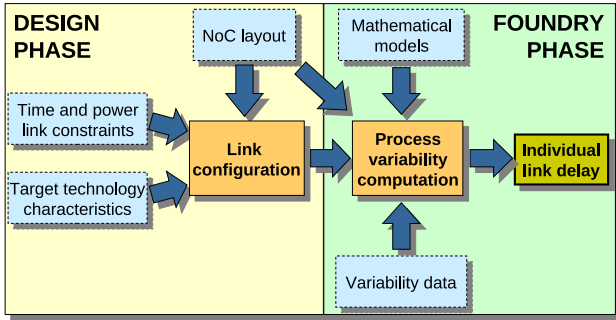 DESIGN
PHASE
NoC layout
Mathematical
models
FOUNDRY
PHASE
Time and power
link constraints
Link
configuration
Process
variability
computation
Individual
link delay
Target technology
characteristics
Variability data